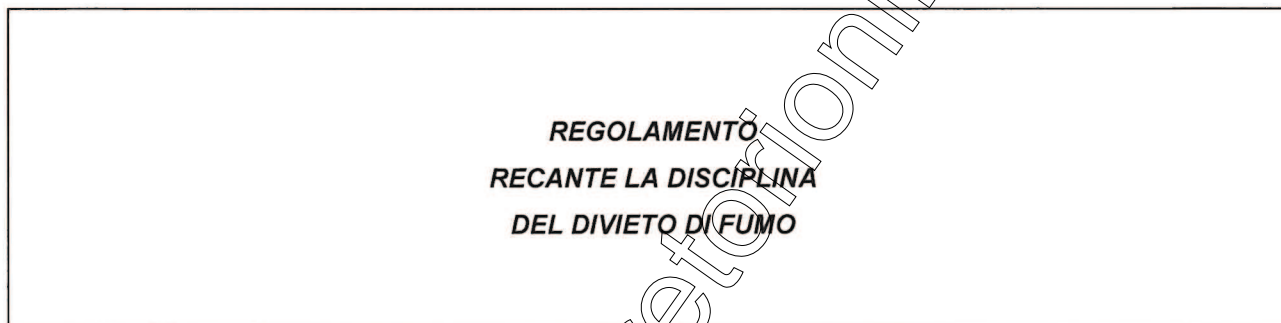 REGOLAMENTO
RECANTE LA DISCIPLINA
DEL DIVIETO DI FUMO